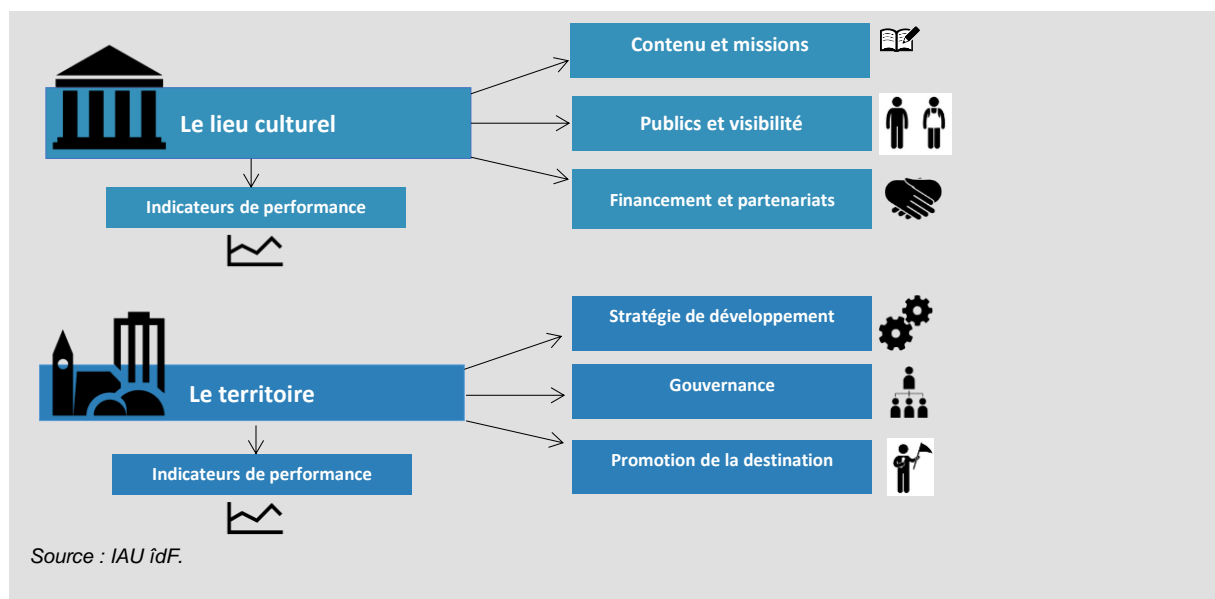 Le lieu culturel
Indicateurs de performance
Contenu et missions
Publics et visibilité
Financement et partenariats
Le territoire
Indicateurs de performance
Stratégie de développement
Gouvernance
Promotion de la destination
Source : IAU îdF.